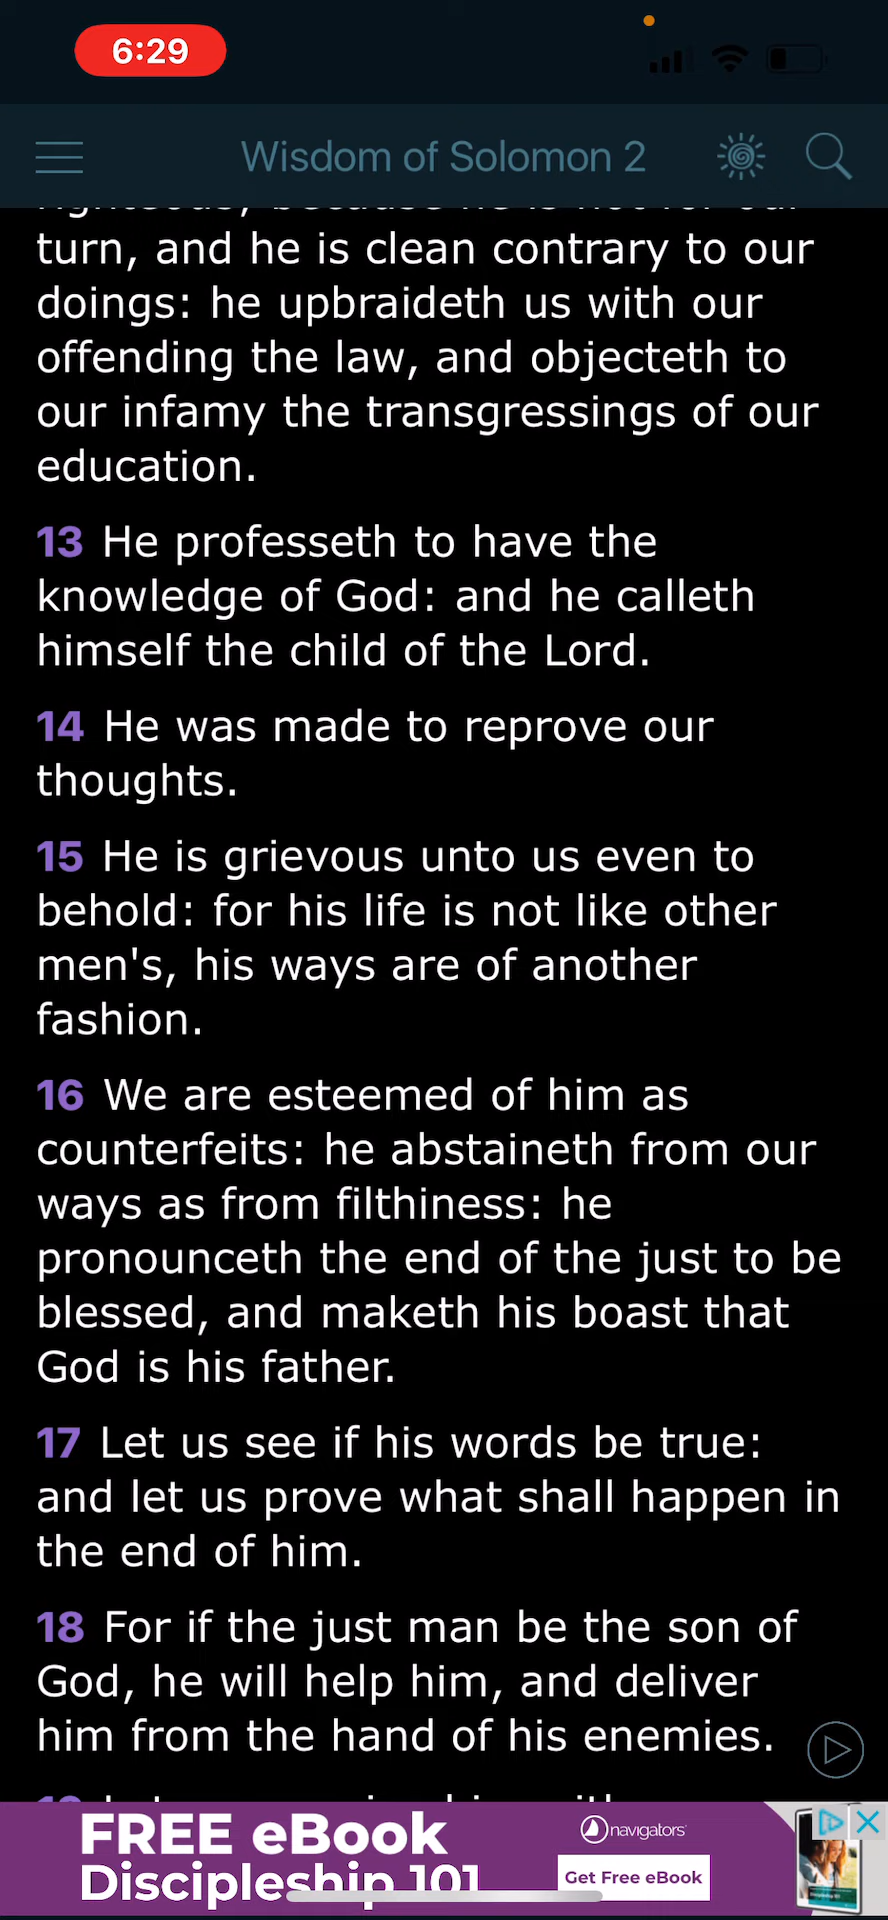 6:29
Wisdom of Solomon 2
turn, and he is clean contrary to our
doings: he upbraideth us with our
offending the law, and objecteth to
our infamy the transgressings of our
education.
13 He professeth to have the
knowledge of God: and he calleth
himself the child of the Lord.
14 He was made to reprove our
thoughts.
15 He is grievous unto us even to
behold: for his life is not like other
men's, his ways are of another
fashion.
16 We are esteemed of him as
counterfeits: he abstaineth from our
ways as from filthiness: he
pronounceth the end of the just to be
blessed, and maketh his boast that
God is his father.
17 Let us see if his words be true:
and let us prove what shall happen in
the end of him.
18 For if the just man be the son of
God, he will help him, and deliver
him from the hand of his enemies.
FREE eBook
Discipleship 101
navigators
Get Free eBook